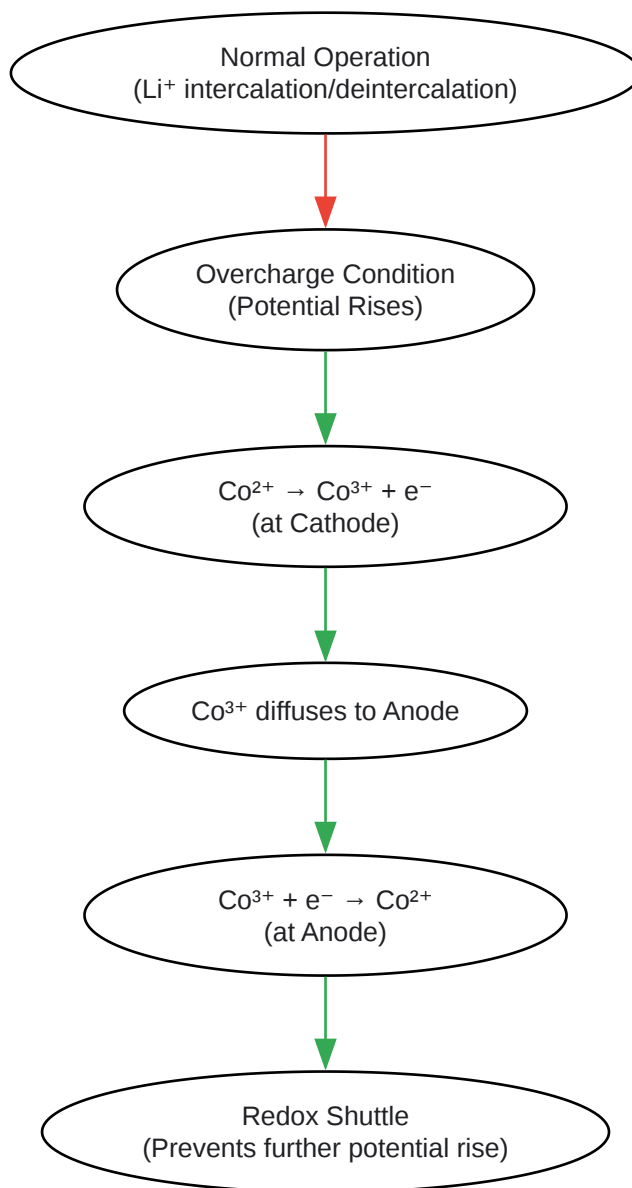 Normal Operation
(Li⁺ intercalation/deintercalation)
Overcharge Condition
(Potential Rises)
Co²⁺ → Co³⁺ + e⁻
(at Cathode)
Co³⁺ diffuses to Anode
Co³⁺ + e⁻ → Co²⁺
(at Anode)
Redox Shuttle
(Prevents further potential rise)